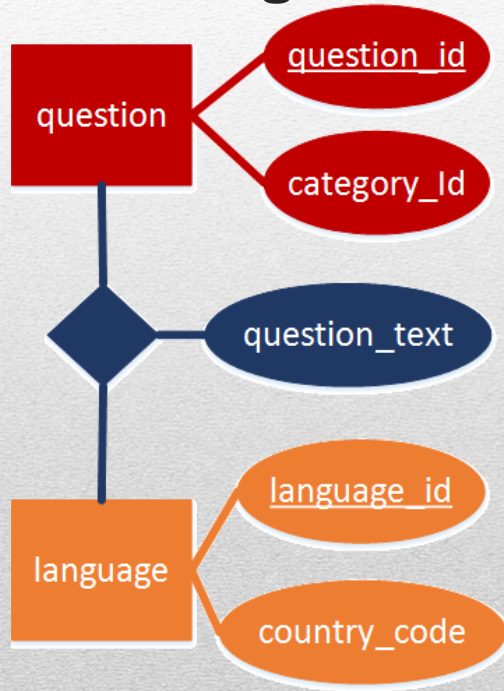 question_id
question
category_Id
question_text
language_id
language
country_code